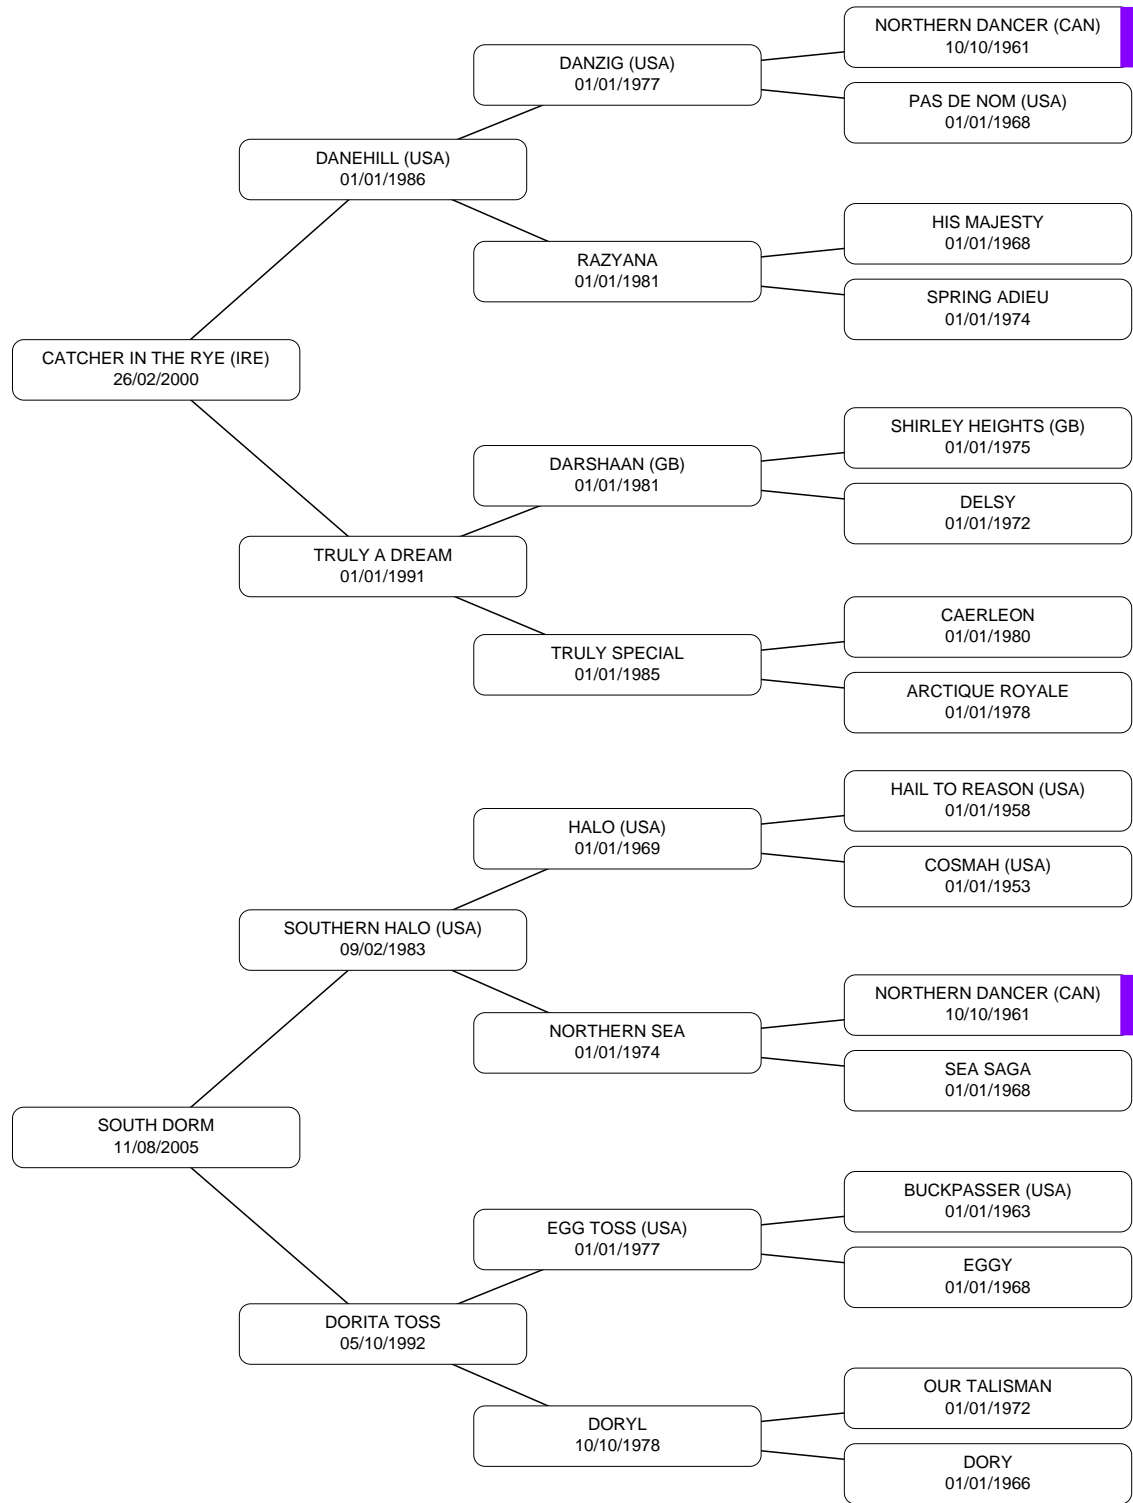 NORTHERN DANCER (CAN)
10/10/1961
DANZIG (USA)
01/01/1977
PAS DE NOM (USA)
01/01/1968
DANEHILL (USA)
01/01/1986
HIS MAJESTY
01/01/1968
RAZYANA
01/01/1981
SPRING ADIEU
01/01/1974
CATCHER IN THE RYE (IRE)
26/02/2000
SHIRLEY HEIGHTS (GB)
01/01/1975
DARSHAAN (GB)
01/01/1981
DELSY
01/01/1972
TRULY A DREAM
01/01/1991
CAERLEON
01/01/1980
TRULY SPECIAL
01/01/1985
ARCTIQUE ROYALE
01/01/1978
HAIL TO REASON (USA)
01/01/1958
HALO (USA)
01/01/1969
COSMAH (USA)
01/01/1953
SOUTHERN HALO (USA)
09/02/1983
NORTHERN DANCER (CAN)
10/10/1961
NORTHERN SEA
01/01/1974
SEA SAGA
01/01/1968
SOUTH DORM
11/08/2005
BUCKPASSER (USA)
01/01/1963
EGG TOSS (USA)
01/01/1977
EGGY
01/01/1968
DORITA TOSS
05/10/1992
OUR TALISMAN
01/01/1972
DORYL
10/10/1978
DORY
01/01/1966